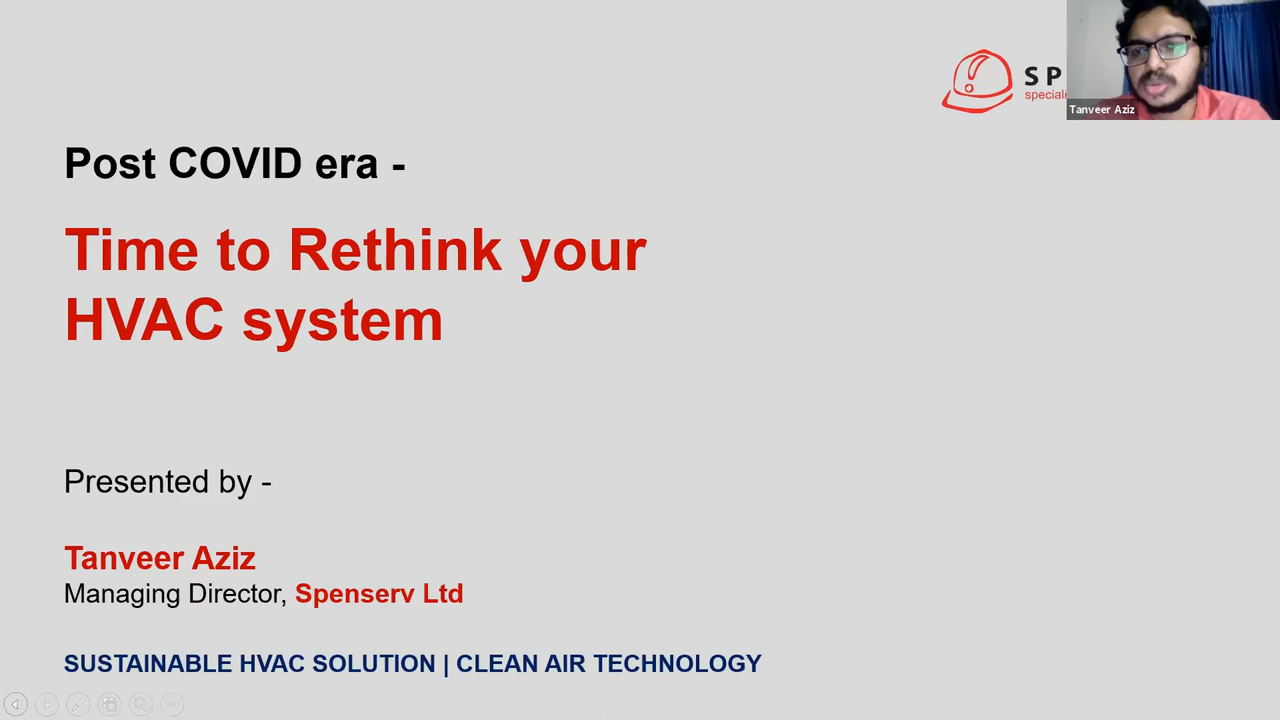 S P
speciali
Tanveer Aziz
Post COVID era -
Time to Rethink your
HVAC system
Presented by -
Tanveer Aziz
Managing Director, Spenserv Ltd
SUSTAINABLE HVAC SOLUTION | CLEAN AIR TECHNOLOGY